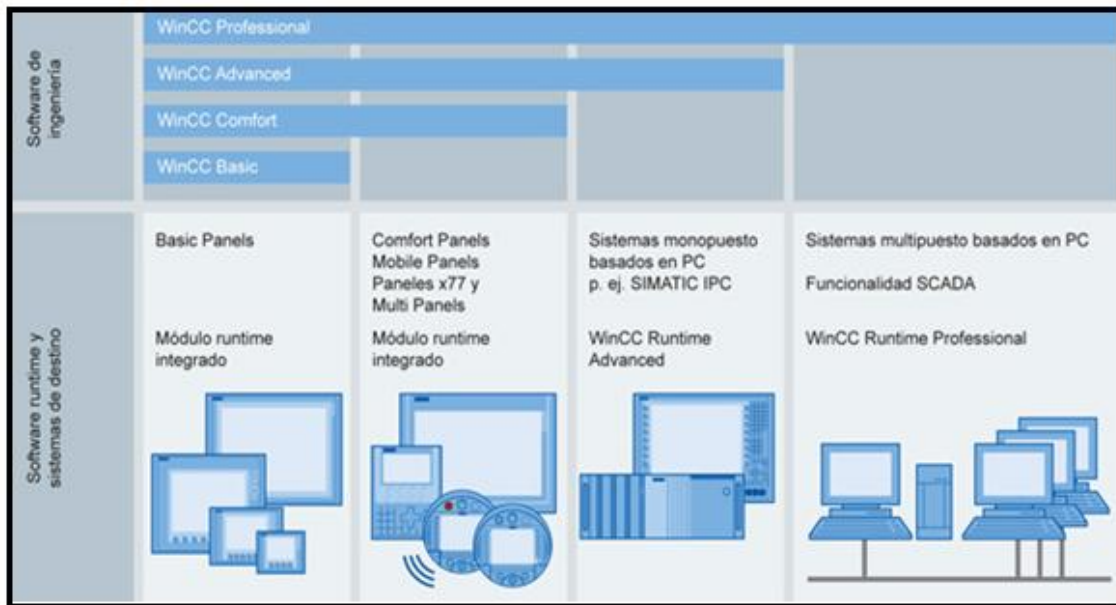 Software de
ingeniería
WinCC Professional
WinCC Advanced
WinCC Comfort
WinCC Basic
Software runtime y
sistemas de destino
Basic Panels
Módulo runtime
integrado
Comfort Panels
Mobile Panels
Paneles x77 y
Multi Panels
Módulo runtime
integrado
Sistemas monopuesto
basados en PC
p. ej. SIMATIC IPC
WinCC Runtime
Advanced
Sistemas multipuesto basados en PC
Funcionalidad SCADA
WinCC Runtime Professional